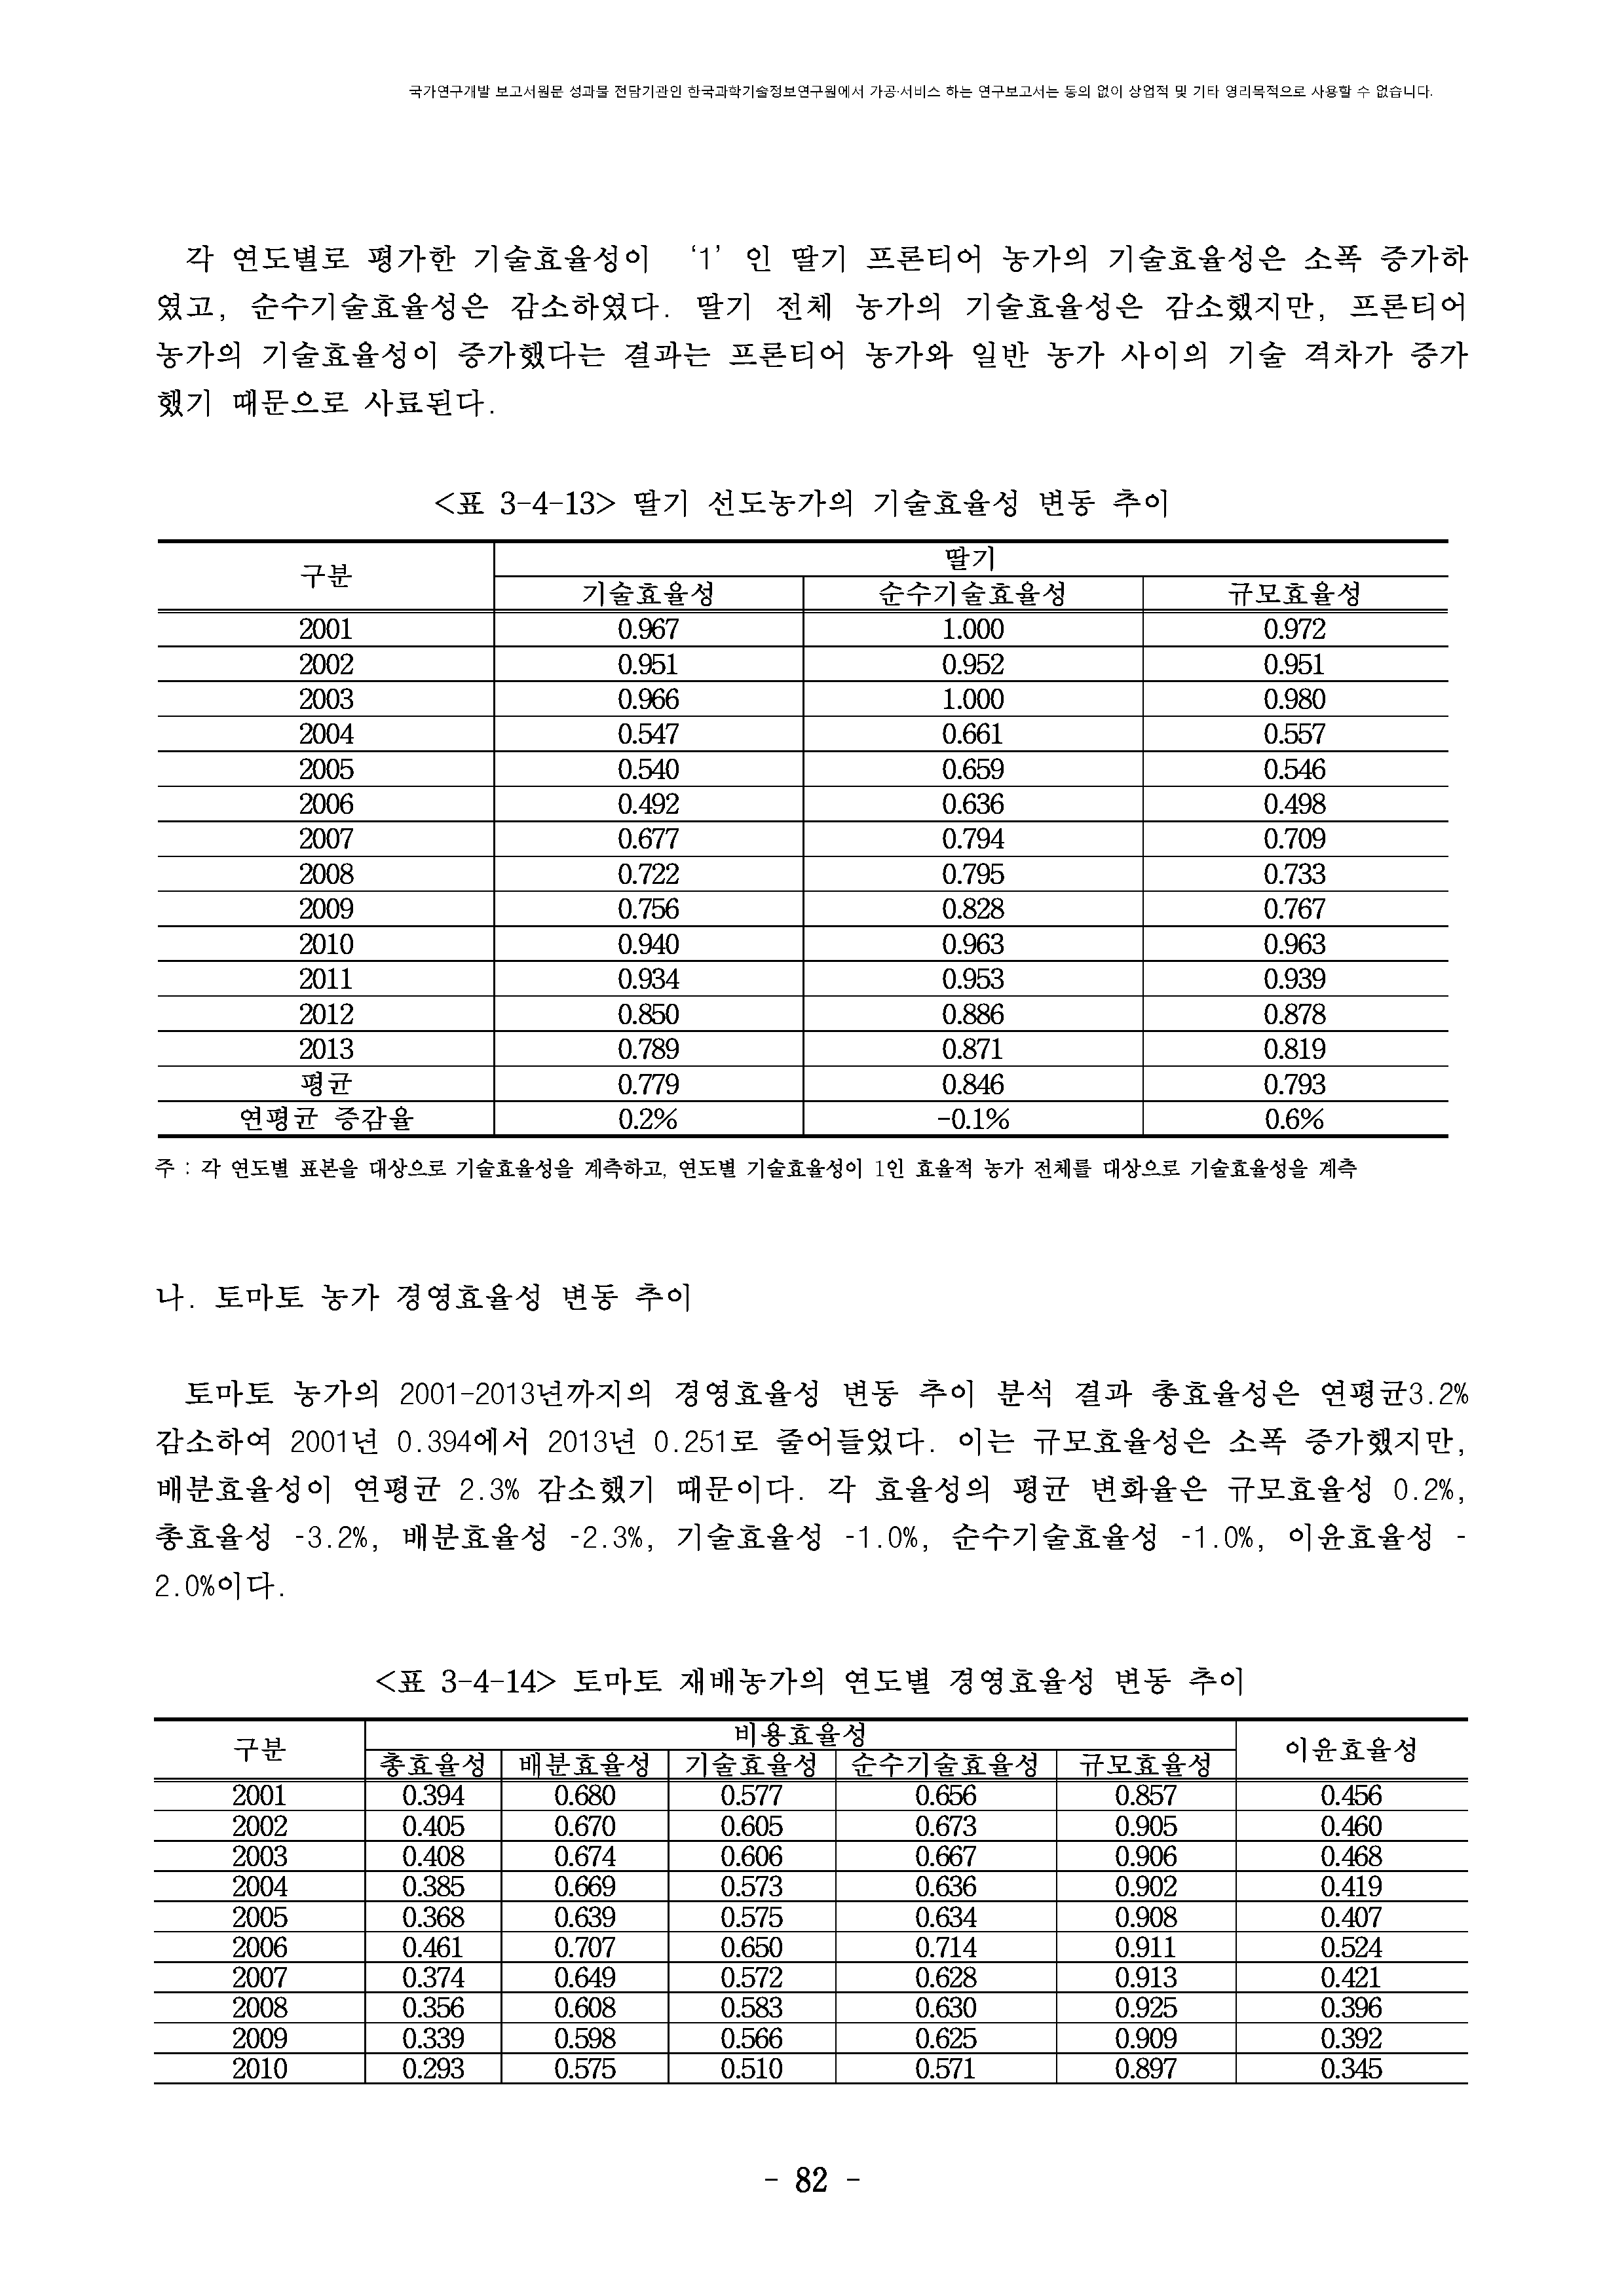 국가연구개발 보고서원문 성과물 전담기관인 한국과학기술정보연구원에서 가공·서비스 하는 연구보고서는 동의 없이 상업적 및 기타 영리목적으로 사용할 수 없습니다.
각 연도별로 평가한 기술효율성이 ‘1’인 딸기 프론티어 농가의 기술효율성은 소폭 증가하
였고, 순수기술효율성은 감소하였다. 딸기 전체 농가의 기술효율성은 감소했지만, 프론티어
농가의 기술효율성이 증가했다는 결과는 프론티어 농가와 일반 농가 사이의 기술 격차가 증가
했기 때문으로 사료된다.
<표 3-4-13> 딸기 선도농가의 기술효율성 변동 추이
구분 딸기
기술효율성 순수기술효율성 규모효율성
2001 0.967 1.000 0.972
2002 0.951 0.952 0.951
2003 0.966 1.000 0.980
2004 0.547 0.661 0.557
2005 0.540 0.659 0.546
2006 0.492 0.636 0.498
2007 0.677 0.794 0.709
2008 0.722 0.795 0.733
2009 0.756 0.828 0.767
2010 0.940 0.963 0.963
2011 0.934 0.953 0.939
2012 0.850 0.886 0.878
2013 0.789 0.871 0.819
평균 0.779 0.846 0.793
연평균 증감율 0.2% -0.1% 0.6%
주 : 각 연도별 표본을 대상으로 기술효율성을 계측하고, 연도별 기술효율성이 1인 효율적 농가 전체를 대상으로 기술효율성을 계측
나. 토마토 농가 경영효율성 변동 추이
토마토 농가의 2001-2013년까지의 경영효율성 변동 추이 분석 결과 총효율성은 연평균3.2%
감소하여 2001년 0.394에서 2013년 0.251로 줄어들었다. 이는 규모효율성은 소폭 증가했지만,
배분효율성이 연평균 2.3% 감소했기 때문이다. 각 효율성의 평균 변화율은 규모효율성 0.2%,
총효율성 -3.2%, 배분효율성 -2.3%, 기술효율성 -1.0%, 순수기술효율성 -1.0%, 이윤효율성 -
2.0%이다.
<표 3-4-14> 토마토 재배농가의 연도별 경영효율성 변동 추이
구분 비용효율성 이윤효율성
총효율성 배분효율성 기술효율성 순수기술효율성 규모효율성
2001 0.394 0.680 0.577 0.656 0.857 0.456
2002 0.405 0.670 0.605 0.673 0.905 0.460
2003 0.408 0.674 0.606 0.667 0.906 0.468
2004 0.385 0.669 0.573 0.636 0.902 0.419
2005 0.368 0.639 0.575 0.634 0.908 0.407
2006 0.461 0.707 0.650 0.714 0.911 0.524
2007 0.374 0.649 0.572 0.628 0.913 0.421
2008 0.356 0.608 0.583 0.630 0.925 0.396
2009 0.339 0.598 0.566 0.625 0.909 0.392
2010 0.293 0.575 0.510 0.571 0.897 0.345
- 82 -